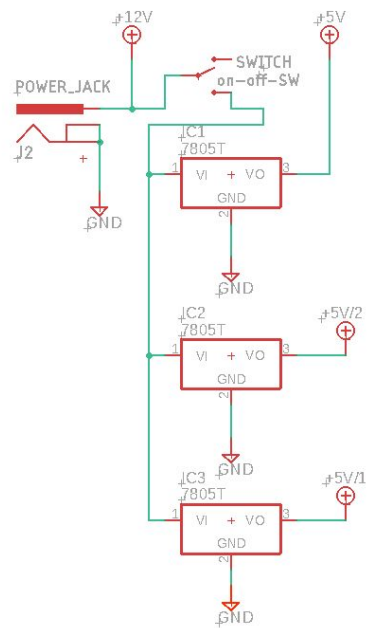 +12V
+5V
SWITCH
on-off-SW
POWER_JACK
J2
+
GND
IC1
7805T
1 VI + VO 3
GND
2
GND
IC2
7805T
+5V/2
1 VI + VO 3
GND
2
GND
IC3
7805T
+5V/1
1 VI + VO 3
GND
2
GND